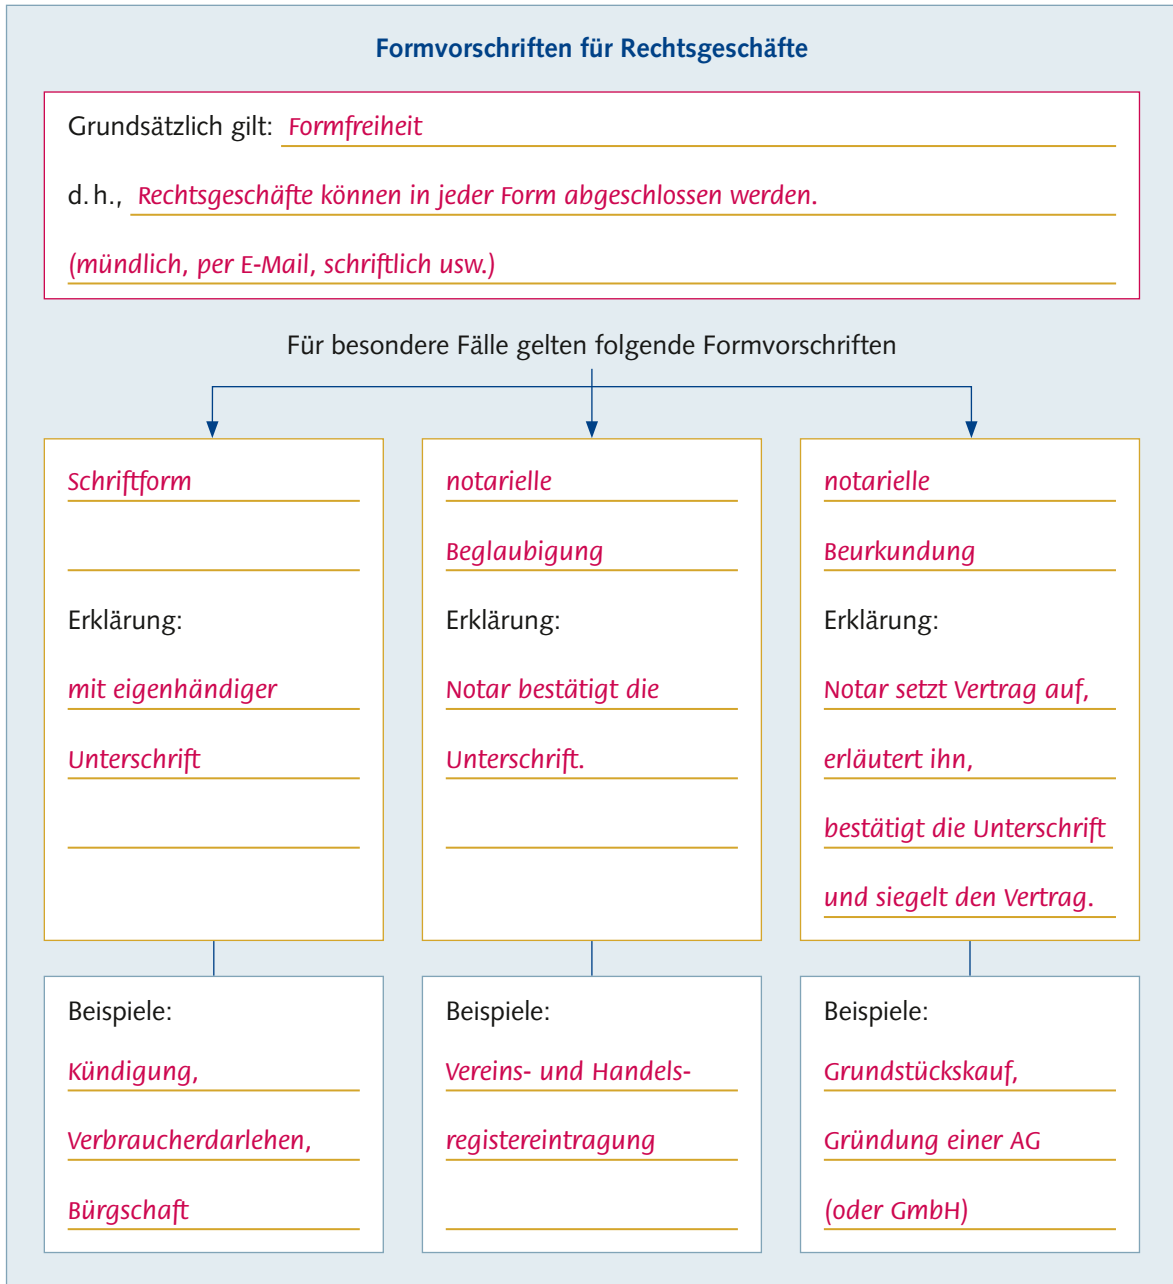 Formvorschriften für Rechtsgeschäfte
Grundsätzlich gilt: Formfreiheit
d. h., Rechtsgeschäfte können in jeder Form abgeschlossen werden.
(mündlich, per E-Mail, schriftlich usw.)
Für besondere Fälle gelten folgende Formvorschriften
Schriftform
Erklärung:
mit eigenhändiger
Unterschrift
notarielle
Beglaubigung
Erklärung:
Notar bestätigt die
Unterschrift.
notarielle
Beurkundung
Erklärung:
Notar setzt Vertrag auf,
erläutert ihn,
bestätigt die Unterschrift
und siegelt den Vertrag.
Beispiele:
Kündigung,
Verbraucherdarlehen,
Bürgschaft
Beispiele:
Vereins- und Handels-
registereintragung
Beispiele:
Grundstückskauf,
Gründung einer AG
(oder GmbH)